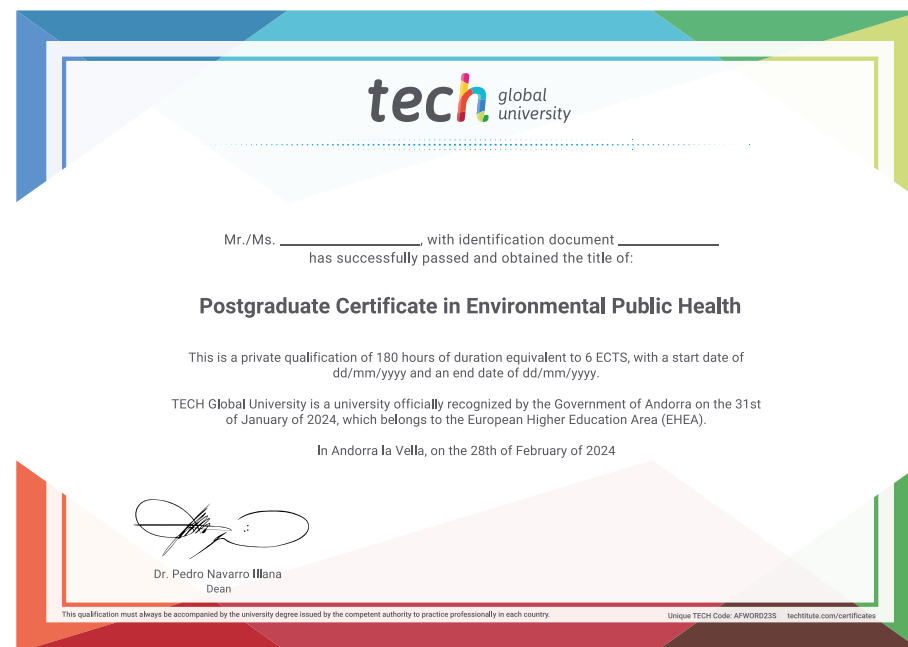 tech global
university
Mr./Ms. ____________________, with identification document ______________
has successfully passed and obtained the title of:
Postgraduate Certificate in Environmental Public Health
This is a private qualification of 180 hours of duration equivalent to 6 ECTS, with a start date of
dd/mm/yyyy and an end date of dd/mm/yyyy.
TECH Global University is a university officially recognized by the Government of Andorra on the 31st
of January of 2024, which belongs to the European Higher Education Area (EHEA).
In Andorra la Vella, on the 28th of February of 2024
Dr. Pedro Navarro Illana
Dean
This qualification must always be accompanied by the university degree issued by the competent authority to practice professionally in each country.
Unique TECH Code: AFWORD23S techtitute.com/certificates